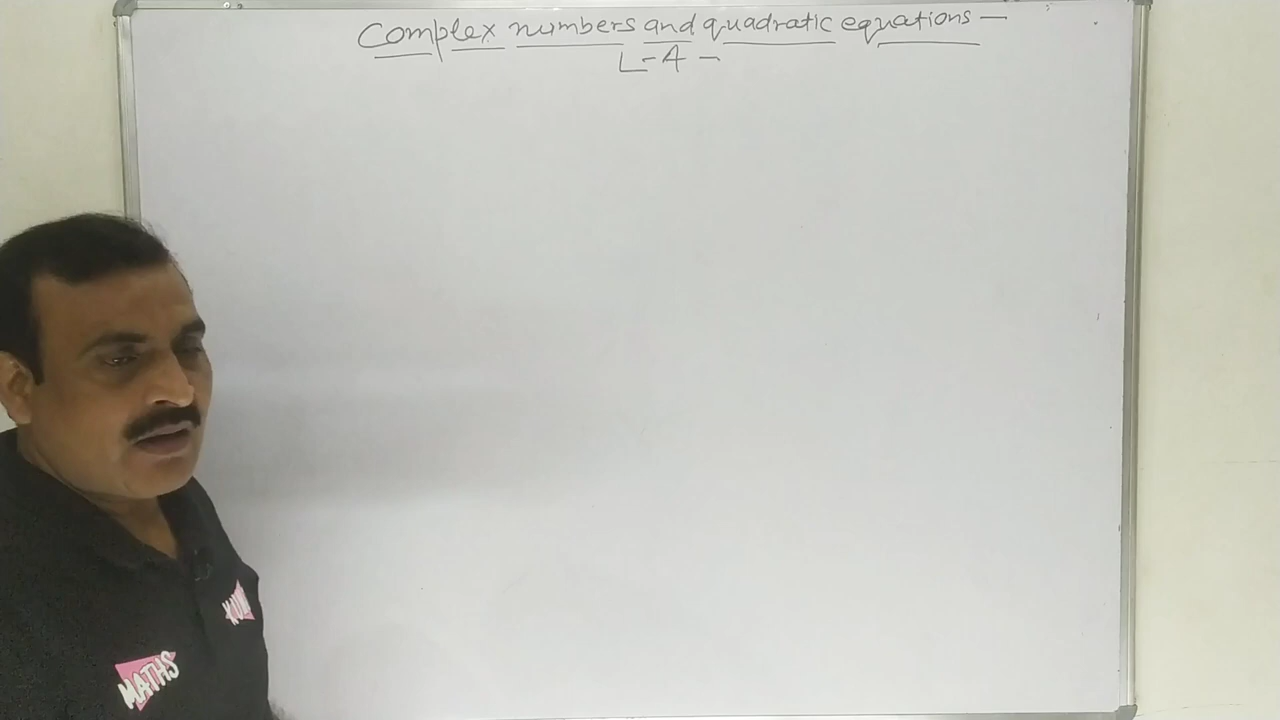 Complex numbers and quadratic equations —
L-4 -
MATHS